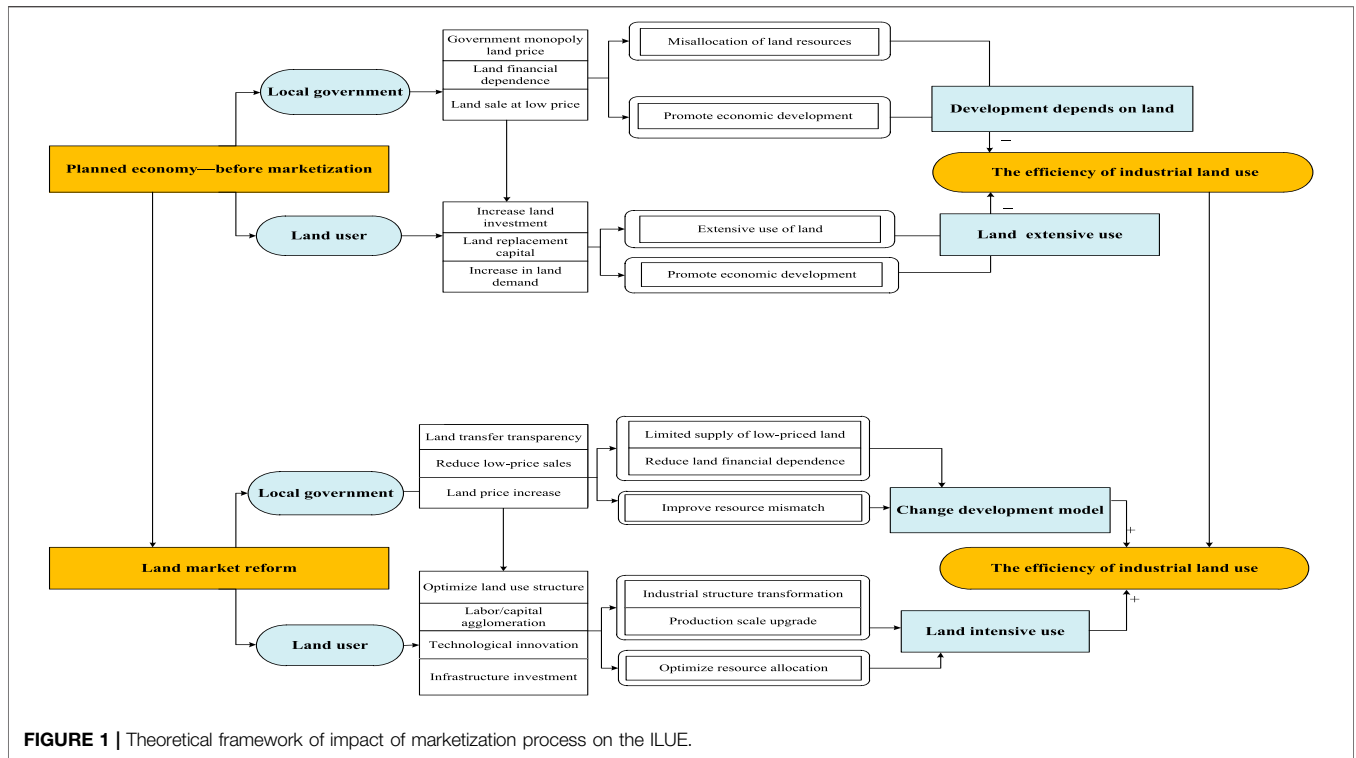 Government monopoly
land price
Land financial
dependence
Land sale at low price
Misallocation of land resources
Promote economic development
Local government
Development depends on land
−
Planned economy—before marketization
The efficiency of industrial land use
−
Land user
Increase land
investment
Land replacement
capital
Increase in land
demand
Extensive use of land
Promote economic development
Land extensive use
Land transfer transparency
Reduce low-price sales
Land price increase
Limited supply of low-priced land
Reduce land financial dependence
Improve resource mismatch
Local government
Change development model
+
Land market reform
The efficiency of industrial land use
+
Optimize land use structure
Labor/capital
agglomeration
Technological innovation
Infrastructure investment
Industrial structure transformation
Production scale upgrade
Optimize resource allocation
Land user
Land intensive use
FIGURE 1 | Theoretical framework of impact of marketization process on the ILUE.